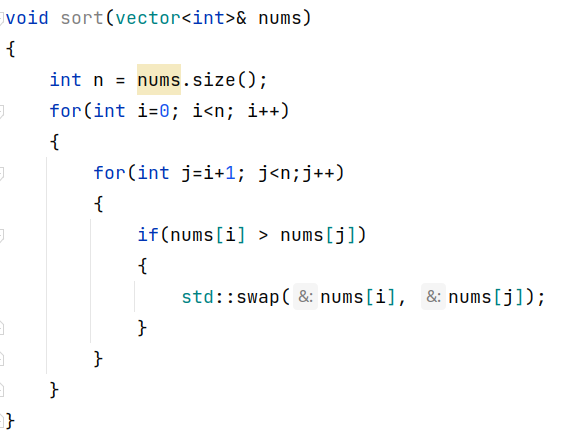 void sort(vector<int>& nums)
{
    int n = nums.size();
    for(int i=0; i<n; i++)
    {
        for(int j=i+1; j<n;j++)
        {
            if(nums[i] > nums[j])
            {
                std::swap( &: nums[i], &: nums[j]);
            }
        }
    }
}